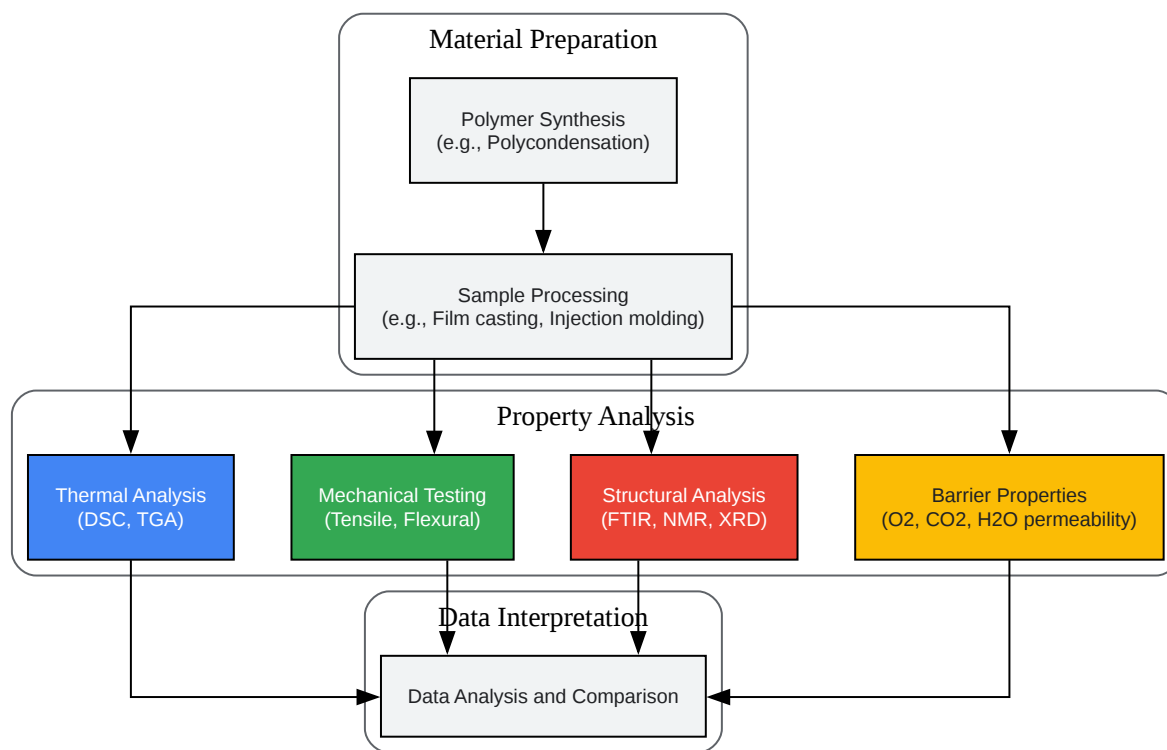 Material Preparation
Polymer Synthesis
(e.g., Polycondensation)
Sample Processing
(e.g., Film casting, Injection molding)
Property Analysis
Thermal Analysis
(DSC, TGA)
Mechanical Testing
(Tensile, Flexural)
Structural Analysis
(FTIR, NMR, XRD)
Barrier Properties
(O2, CO2, H2O permeability)
Data Interpretation
Data Analysis and Comparison